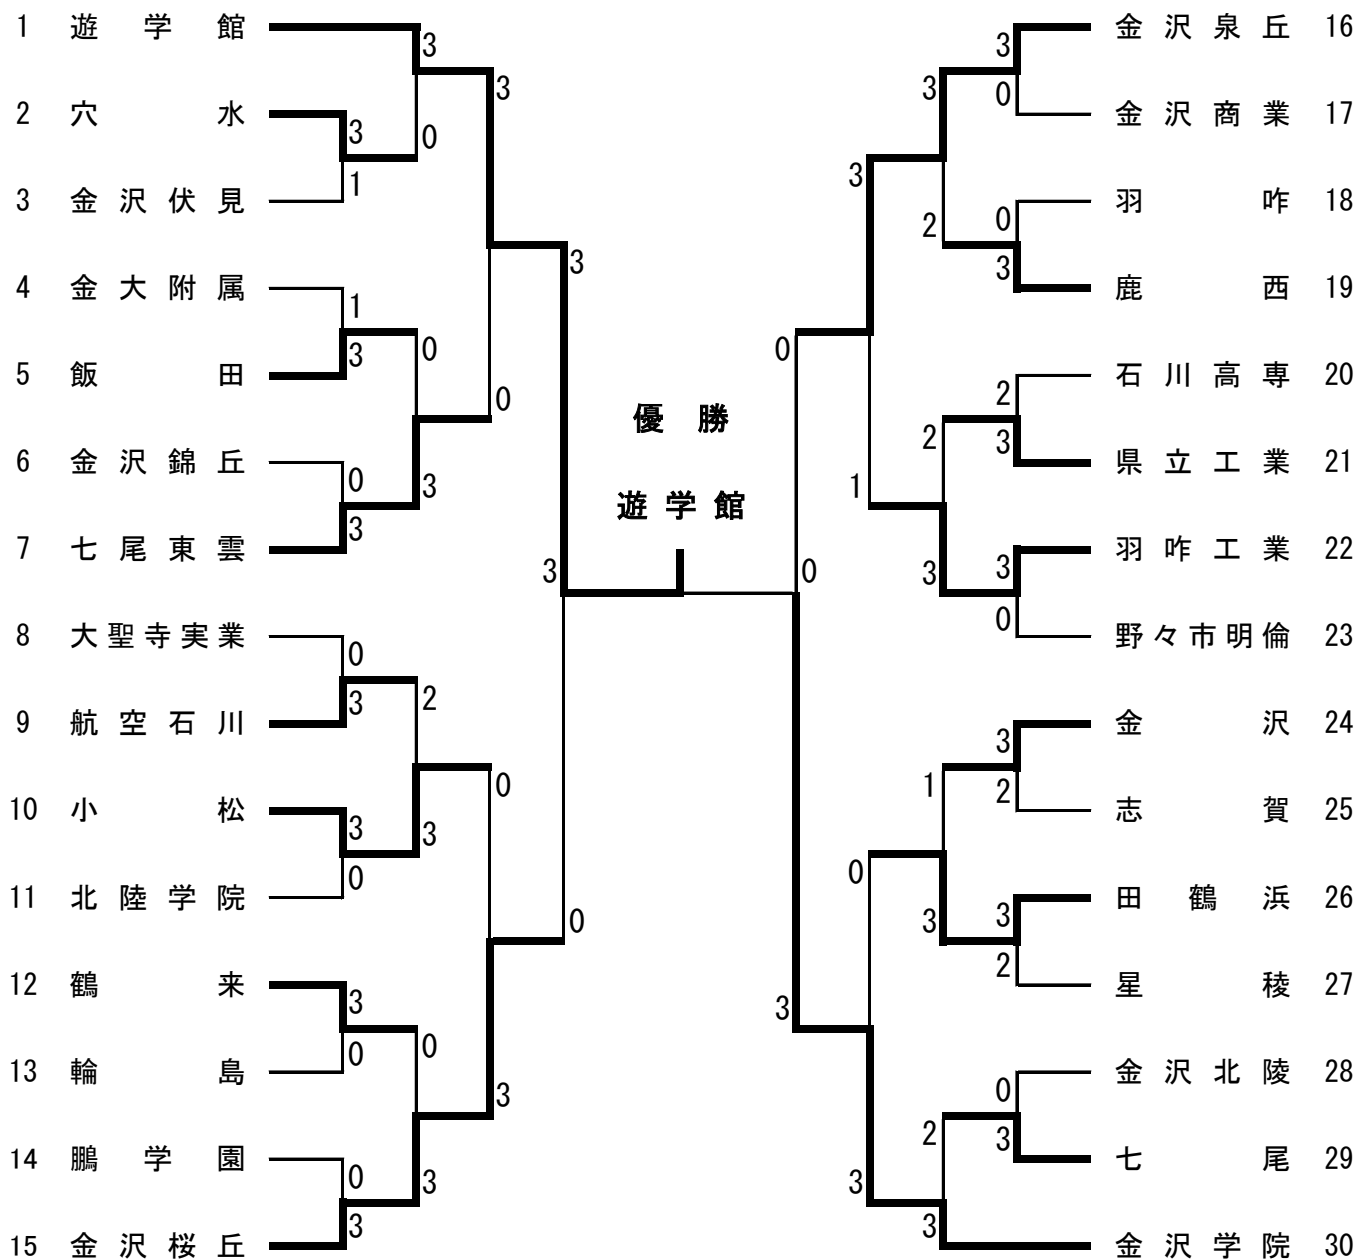 1 遊学館
2 穴水
3 金沢伏見
4 金大附属
5 飯田
6 金沢錦丘
7 七尾東雲
8 大聖寺実業
9 航空石川
10 小松
11 北陸学院
12 鶴来
13 輪島
14 鵬学園
15 金沢桜丘
3
3
0
3
1
3
1
3
0
0
0
3
3
3
0
3
2
0
3
3
0
0
3
0
0
3
0
3
3
優勝
遊学館
3
3
0
3
3
2
0
3
0
2
2
3
1
3
3
0
0
3
1
2
0
3
3
2
3
0
2
3
3
3
金沢泉丘 16
金沢商業 17
羽咋 18
鹿西 19
石川高専 20
県立工業 21
羽咋工業 22
野々市明倫 23
金沢 24
志賀 25
田鶴浜 26
星稜 27
金沢北陵 28
七尾 29
金沢学院 30